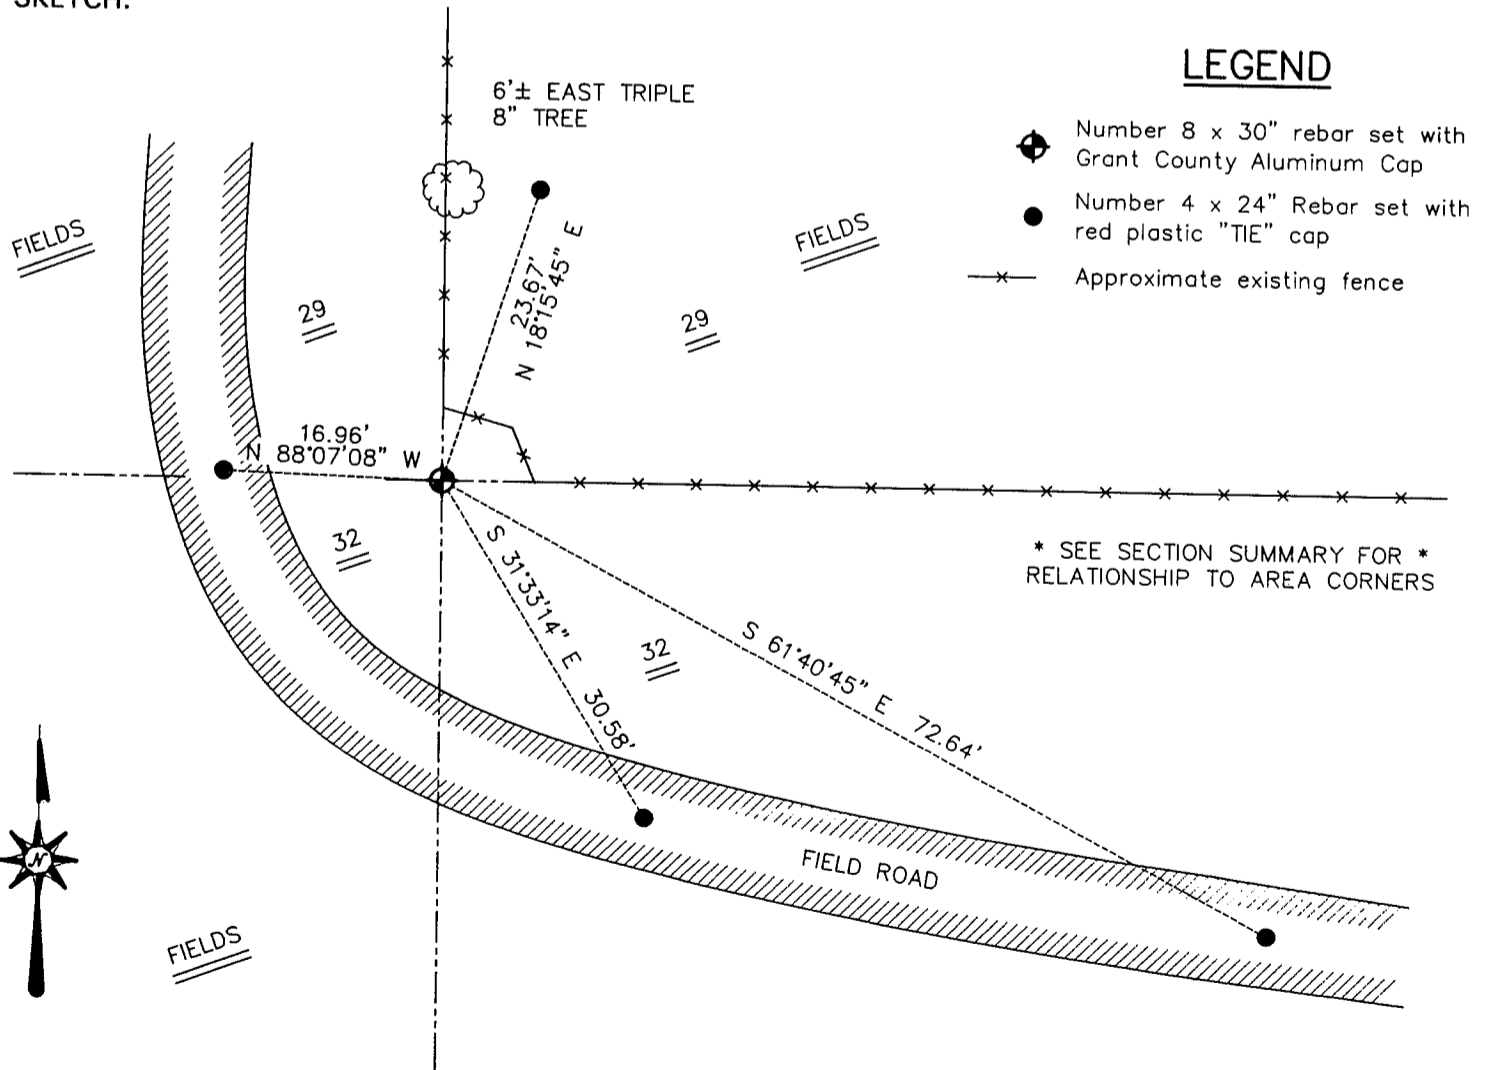 SKETCH:
6'± EAST TRIPLE
8" TREE
LEGEND
Number 8 x 30" rebar set with
Grant County Aluminum Cap
Number 4 x 24" Rebar set with
red plastic "TIE" cap
Approximate existing fence
FIELDS
FIELDS
29
29
23.67'
N 18°15'45" E
16.96'
N 88°07'08" W
32
S 31°33'14" E 30.58'
32
S 61°40'45" E 72.64'
* SEE SECTION SUMMARY FOR *
RELATIONSHIP TO AREA CORNERS
FIELD ROAD
N
FIELDS